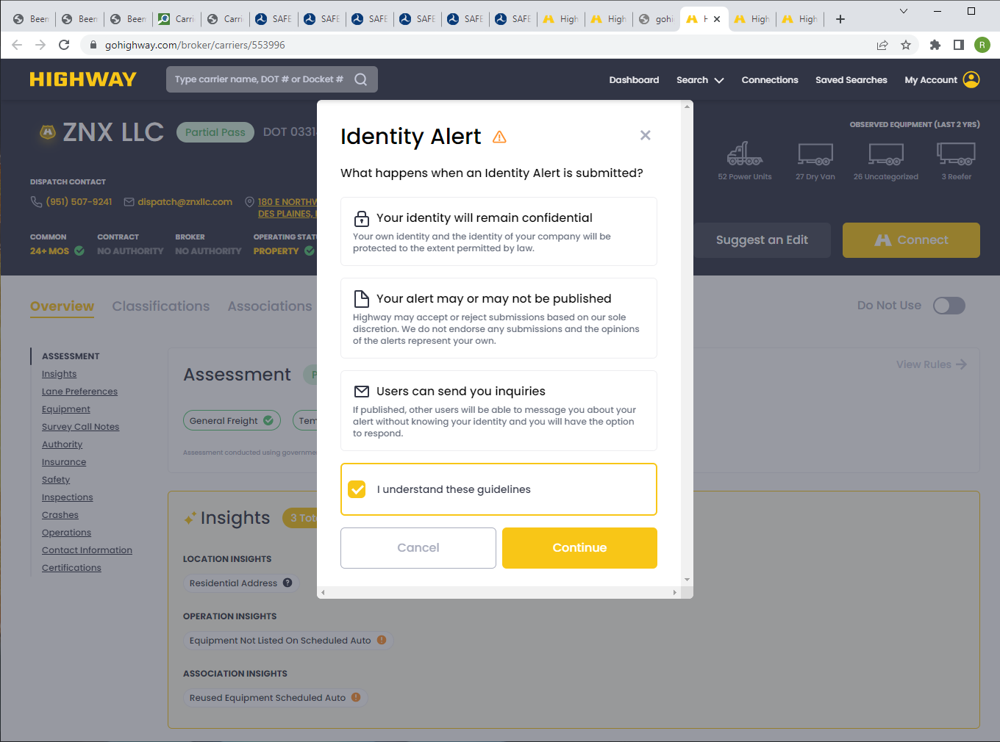 Been
Been
Been
Carri
Carri
SAFE
SAFE
SAFE
SAFE
SAFE
SAFE
High
High
gohi
H
High
High
gohighway.com/broker/carriers/553996
R
HIGHWAY
Type carrier name, DOT # or Docket #
Dashboard
Search
Connections
Saved Searches
My Account
ZNX LLC
Partial Pass
DOT 0331
DISPATCH CONTACT
(951) 507-9241
dispatch@znxllc.com
180 E NORTHW
DES PLAINES,
COMMON
CONTRACT
BROKER
OPERATING STAT
24+ MOS
NO AUTHORITY
NO AUTHORITY
PROPERTY
OBSERVED EQUIPMENT (LAST 2 YRS)
52 Power Units
27 Dry Van
26 Uncategorized
3 Reefer
Suggest an Edit
Connect
Overview
Classifications
Associations
Do Not Use
ASSESSMENT
Insights
Lane Preferences
Equipment
Survey Call Notes
Authority
Insurance
Safety
Inspections
Crashes
Operations
Contact Information
Certifications
Assessment
P
View Rules
General Freight
Tem
Assessment conducted using governme
Insights
3 Tot
LOCATION INSIGHTS
Residential Address
OPERATION INSIGHTS
Equipment Not Listed On Scheduled Auto
ASSOCIATION INSIGHTS
Reused Equipment Scheduled Auto
Identity Alert
What happens when an Identity Alert is submitted?
Your identity will remain confidential
Your own identity and the identity of your company will be
protected to the extent permitted by law.
Your alert may or may not be published
Highway may accept or reject submissions based on our sole
discretion. We do not endorse any submissions and the opinions
of the alerts represent your own.
Users can send you inquiries
If published, other users will be able to message you about your
alert without knowing your identity and you will have the option
to respond.
I understand these guidelines
Cancel
Continue